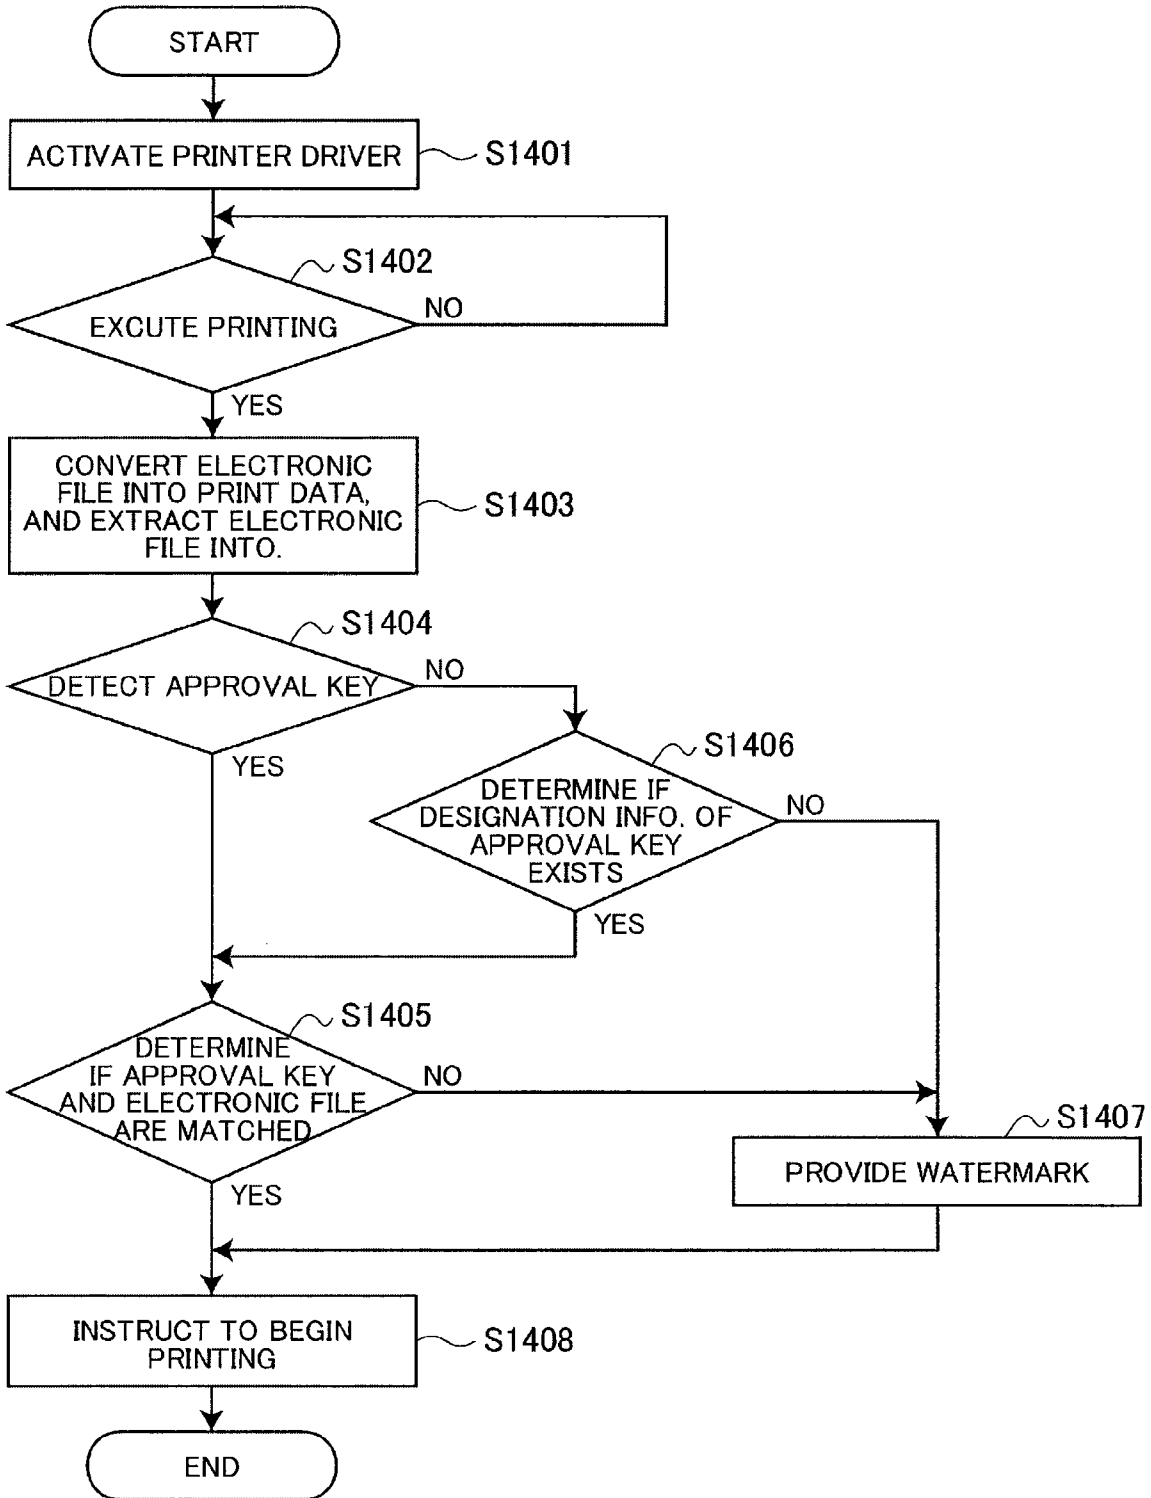 START
ACTIVATE PRINTER DRIVER
S1401
S1402
EXCUTE PRINTING
NO
YES
CONVERT ELECTRONIC
FILE INTO PRINT DATA,
AND EXTRACT ELECTRONIC
FILE INTO.
S1403
S1404
DETECT APPROVAL KEY
NO
YES
S1406
DETERMINE IF
DESIGNATION INFO. OF
APPROVAL KEY
EXISTS
NO
YES
S1405
DETERMINE
IF APPROVAL KEY
AND ELECTRONIC FILE
ARE MATCHED
NO
YES
S1407
PROVIDE WATERMARK
INSTRUCT TO BEGIN
PRINTING
S1408
END